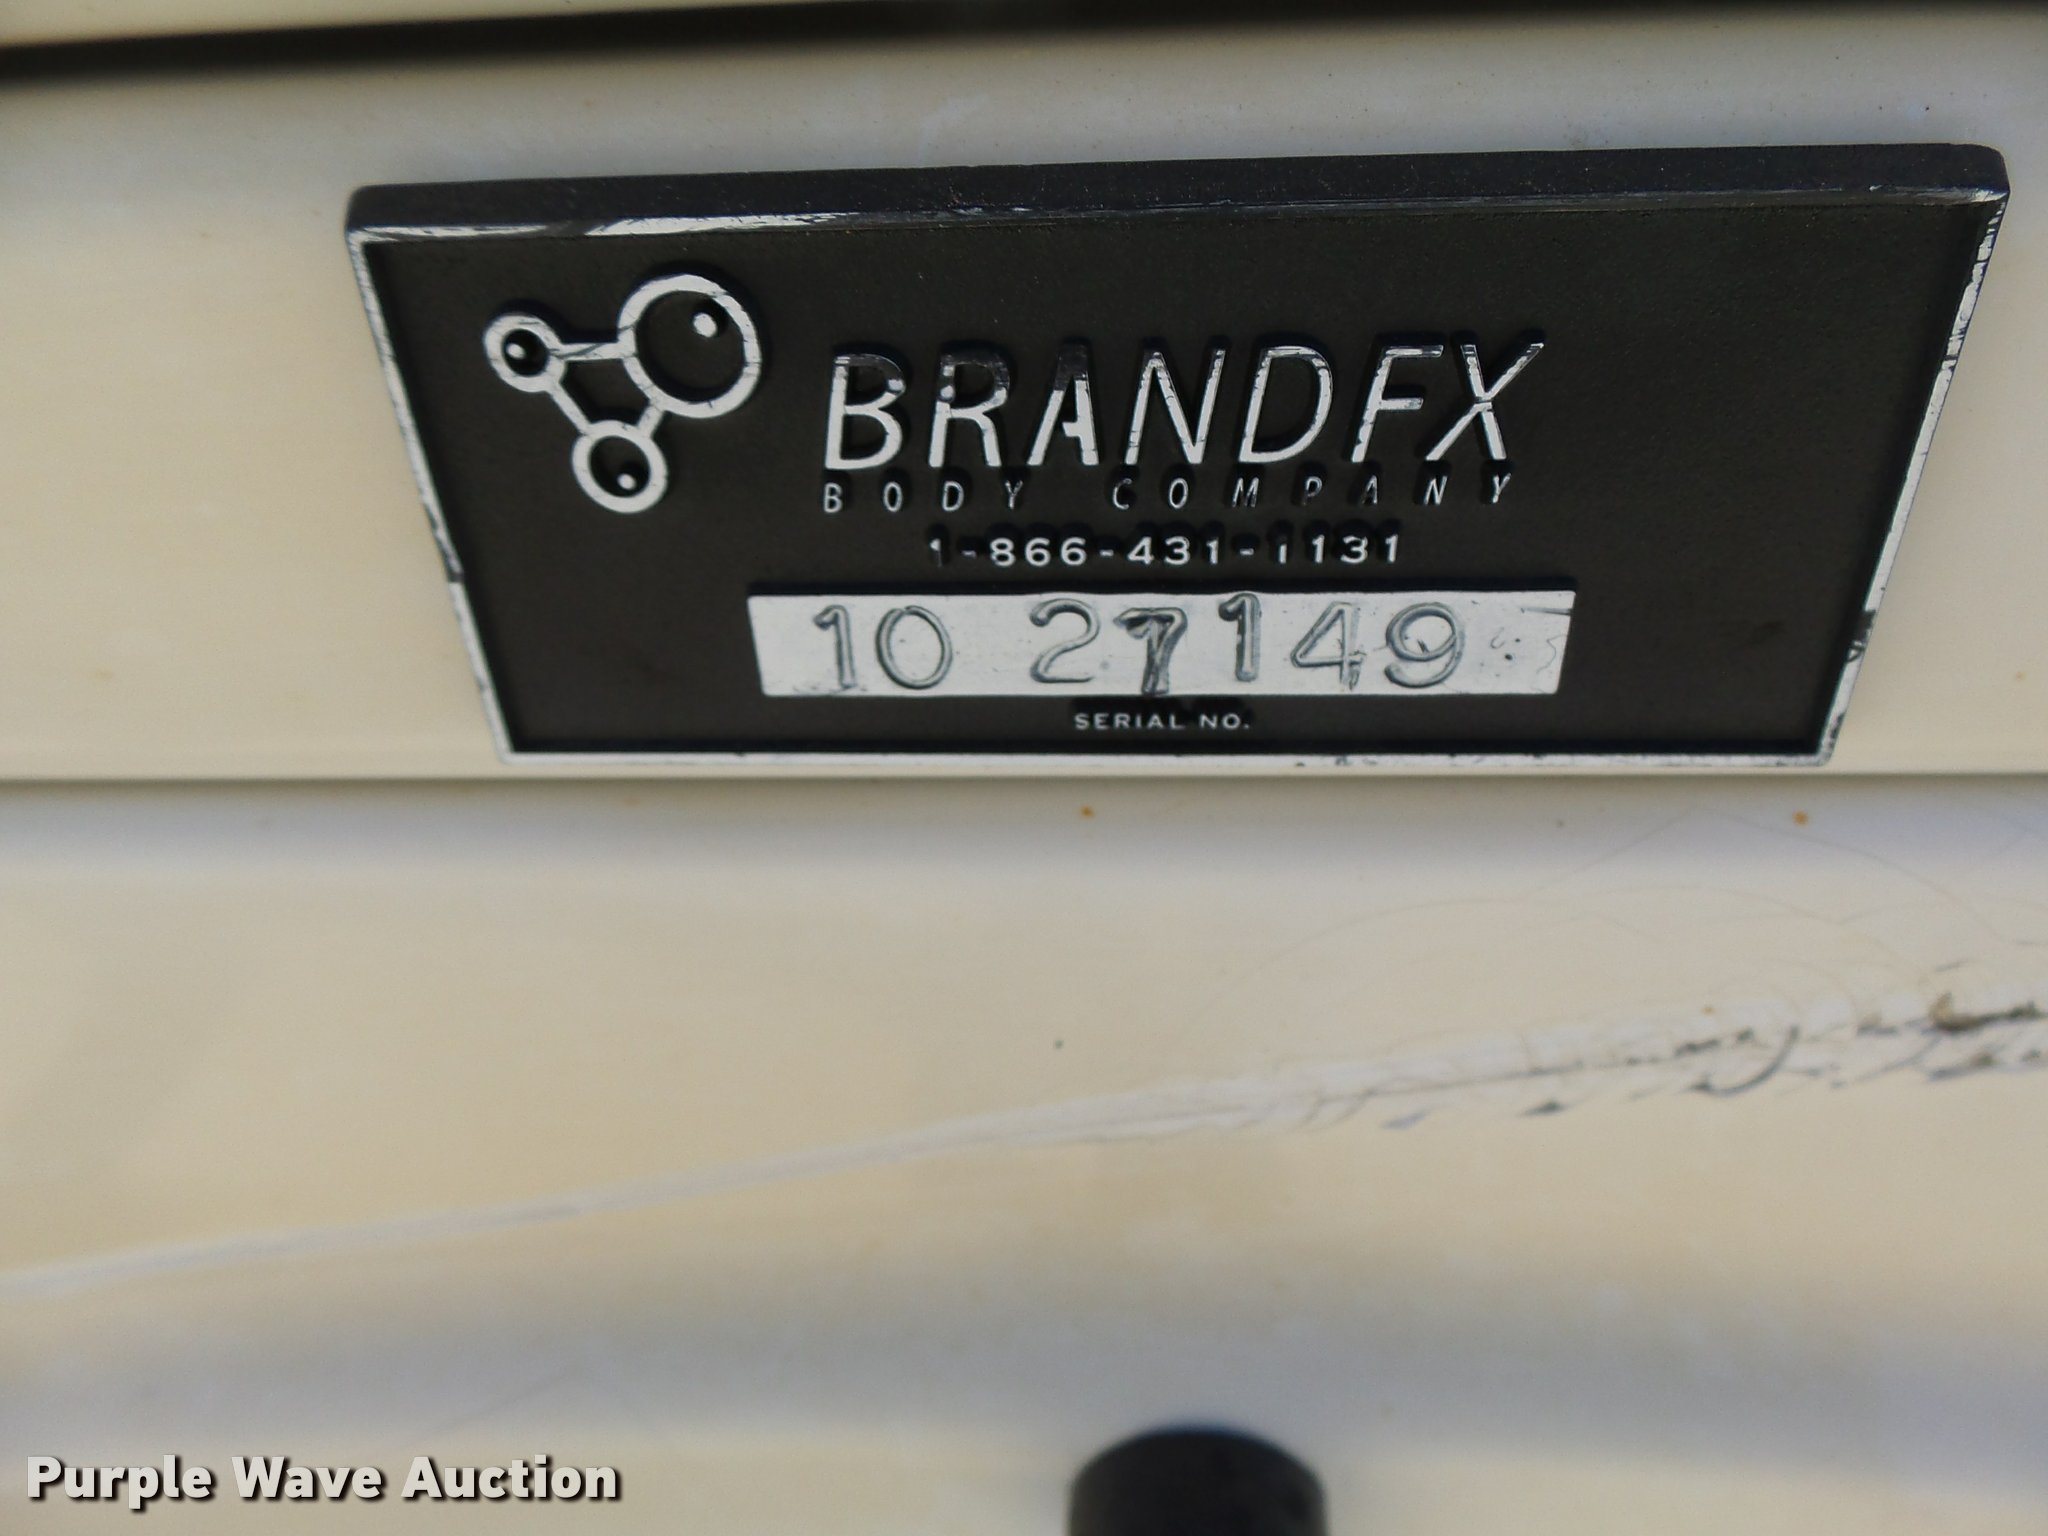 BRANDFX
BODY COMPANY
1-866-431-1131
10 27149
SERIAL NO.
Purple Wave Auction